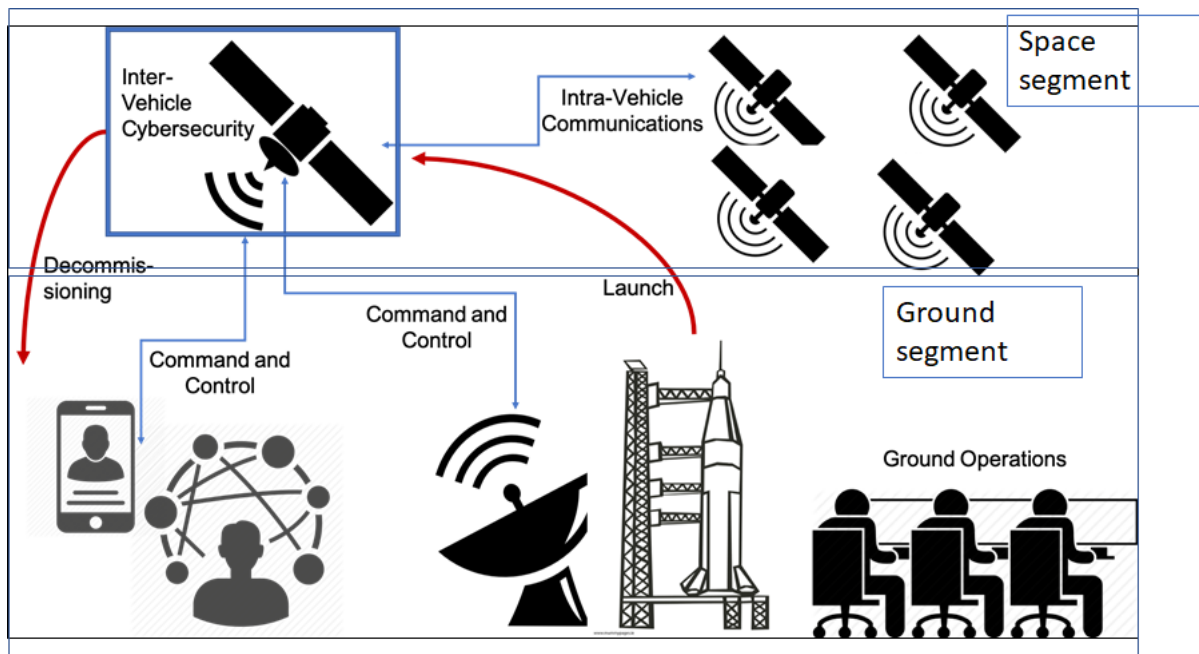 Space
segment
Inter-
Vehicle
Cybersecurity
Intra-Vehicle
Communications
Decommis-
sioning
Launch
Command and
Control
Ground
segment
Command and
Control
Ground Operations